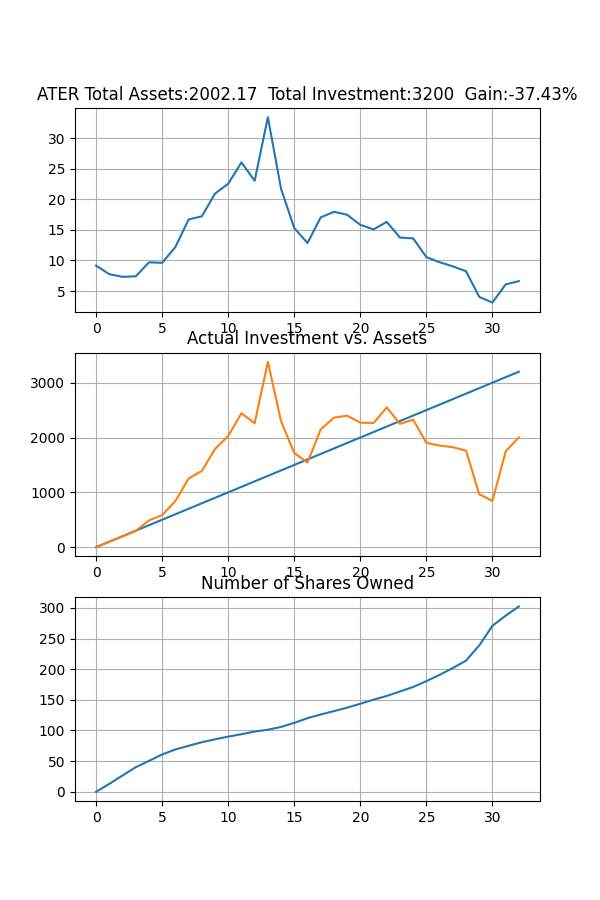 ATER Total Assets:2002.17  Total Investment:3200  Gain:-37.43%
30
25
20
15
10
5
0 5 10 15 20 25 30
Actual Investment vs. Assets
3000
2000
1000
0
0 5 10 15 20 25 30
Number of Shares Owned
300
250
200
150
100
50
0
0 5 10 15 20 25 30